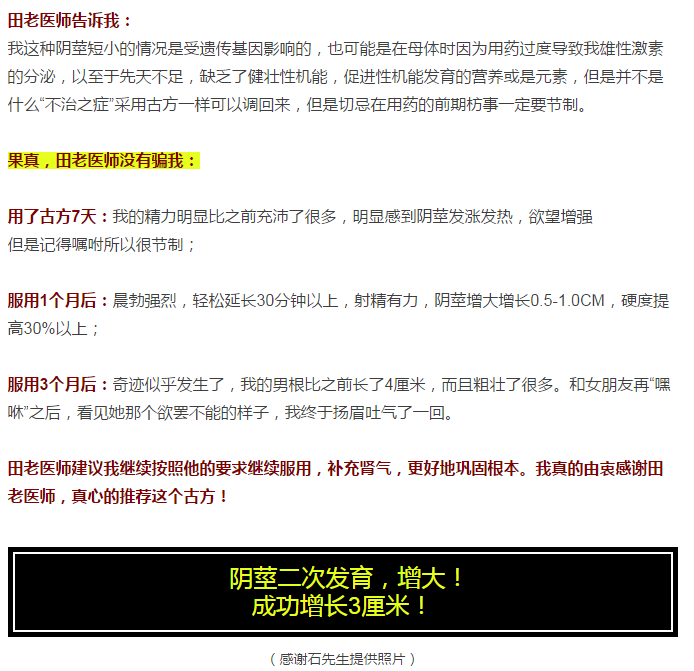 田老医师告诉我：
我这种阴茎短小的情况是受遗传基因影响的，也可能是在母体时因为用药过度导致我雄性激素
的分泌，以至于先天不足，缺乏了健壮性机能，促进性机能发育的营养或是元素，但是并不是
什么“不治之症”采用古方一样可以调回来，但是切忌在用药的前期枋事一定要节制。
果真，田老医师没有骗我：
用了古方7天：我的精力明显比之前充沛了很多，明显感到阴茎发涨发热，欲望增强
但是记得嘱咐所以很节制；
服用1个月后：晨勃强烈，轻松延长30分钟以上，射精有力，阴茎增大增长0.5-1.0CM，硬度提
高30%以上；
服用3个月后：奇迹似乎发生了，我的男根比之前长了4厘米，而且粗壮了很多。和女朋友再“嘿
咻”之后，看见她那个欲罢不能的样子，我终于扬眉吐气了一回。
田老医师建议我继续按照他的要求继续服用，补充肾气，更好地巩固根本。我真的由衷感谢田
老医师，真心的推荐这个古方！
阴茎二次发育，增大！
成功增长3厘米！
（感谢石先生提供照片）